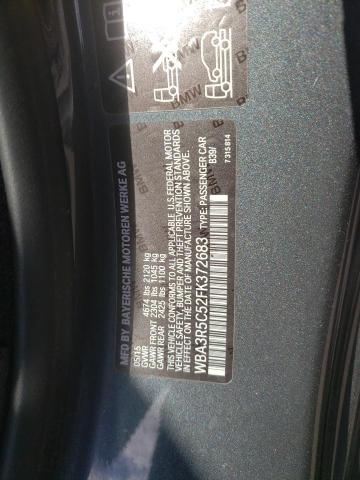 BMW
BMW
MFD BY BAYERISCHE MOTOREN WERKE AG
05/15
GVWR 4674 lbs 2120 kg
GAWR FRONT 2304 lbs 1045 kg
GAWR REAR 2425 lbs 1100 kg
THIS VEHICLE CONFORMS TO ALL APPLICABLE U.S.FEDERAL MOTOR
VEHICLE SAFETY, BUMPER AND THEFT PREVENTION STANDARDS
IN EFFECT ON THE DATE OF MANUFACTURE SHOWN ABOVE.
WBA3R5C52FK372683 TYPE: PASSENGER CAR
B39/
7315814